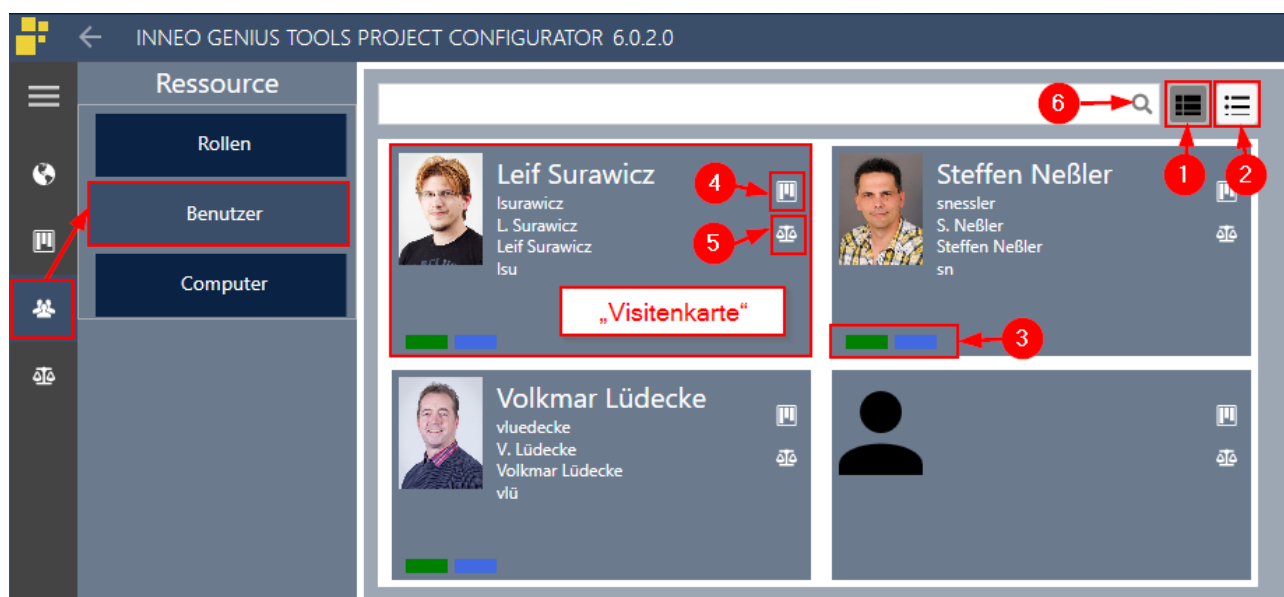 INNEO GENIUS TOOLS PROJECT CONFIGURATOR 6.0.2.0
Ressource
Rollen
Benutzer
Computer
6
1
2
Leif Surawicz
lsurawicz
L. Surawicz
Leif Surawicz
lsu
4
5
„Visitenkarte“
Steffen Neßler
snessler
S. Neßler
Steffen Neßler
sn
3
Volkmar Lüdecke
vluedecke
V. Lüdecke
Volkmar Lüdecke
vlü